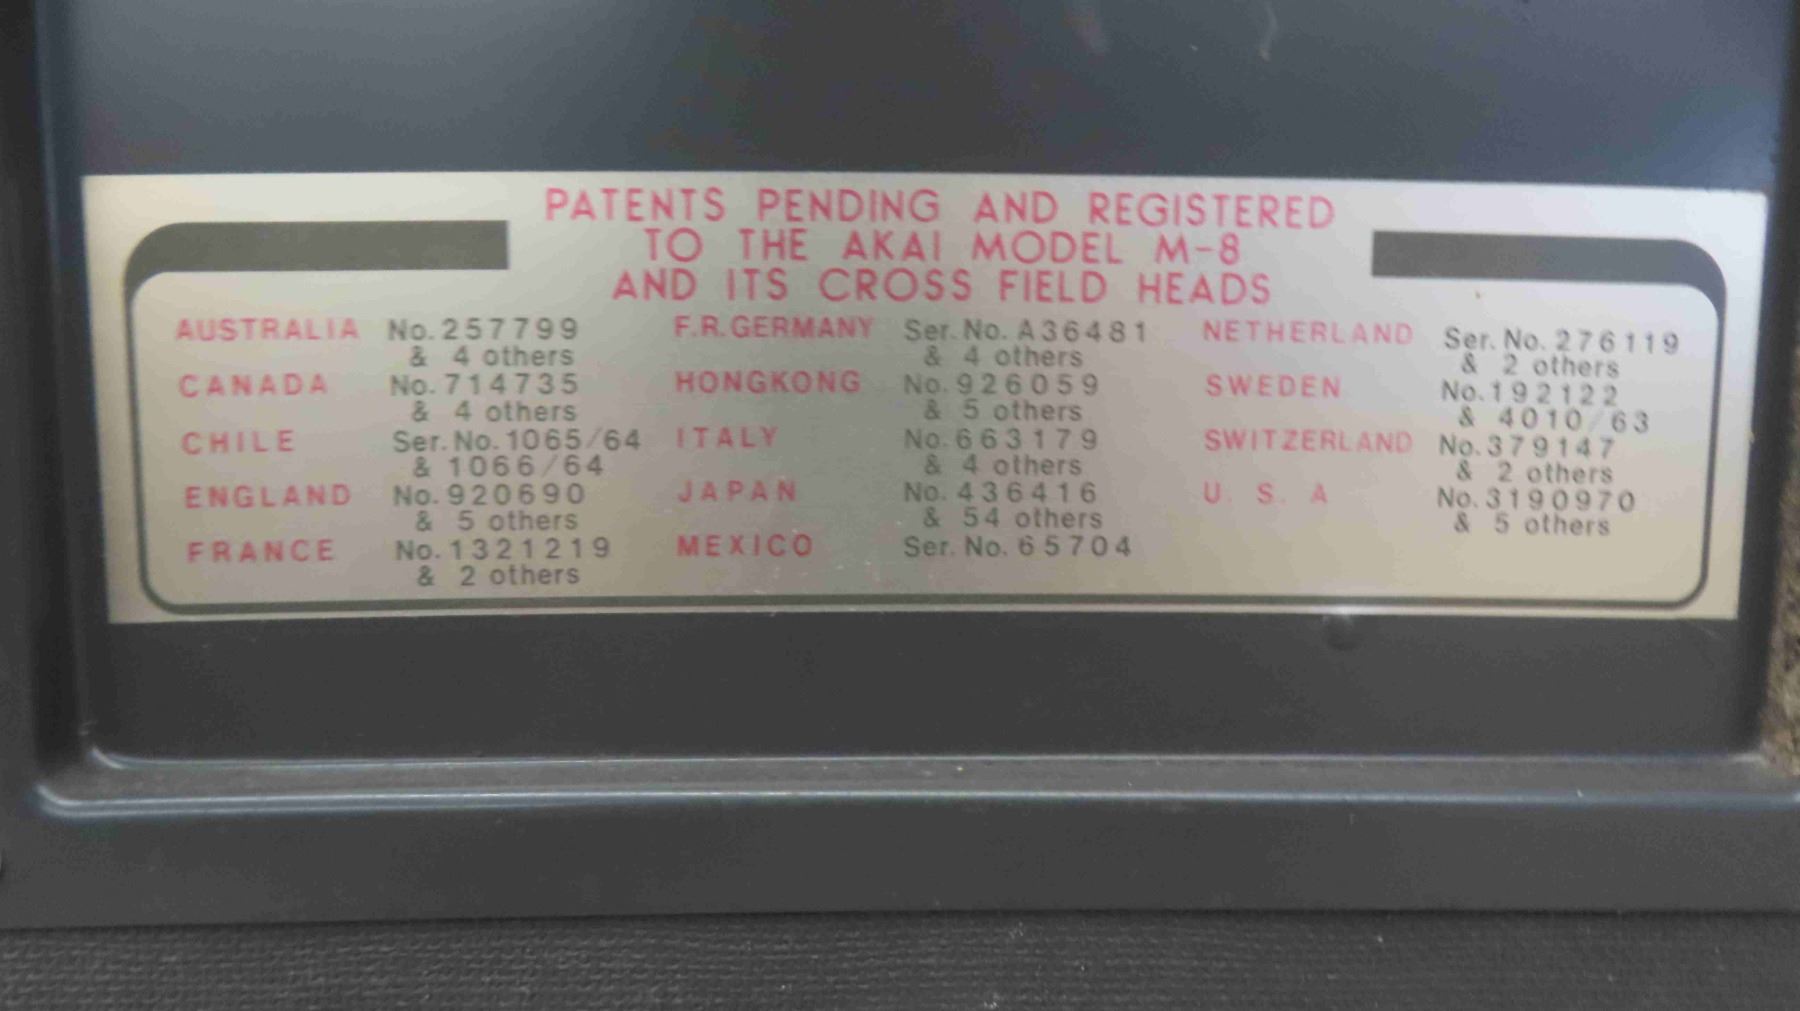 PATENTS PENDING AND REGISTERED
TO THE AKAI MODEL M-8
AND ITS CROSS FIELD HEADS
AUSTRALIA No. 257799
& 4 others
CANADA No. 714735
& 4 others
CHILE Ser. No. 1065/64
& 1066/64
ENGLAND No. 920690
& 5 others
FRANCE No. 1321219
& 2 others
F.R. GERMANY Ser. No. A36481
& 4 others
HONGKONG No. 926059
& 5 others
ITALY No. 663179
& 4 others
JAPAN No. 436416
& 54 others
MEXICO Ser. No. 65704
NETHERLAND Ser. No. 276119
& 2 others
SWEDEN No. 192122
& 4010/63
SWITZERLAND No. 379147
& 2 others
U. S. A No. 3190970
& 5 others